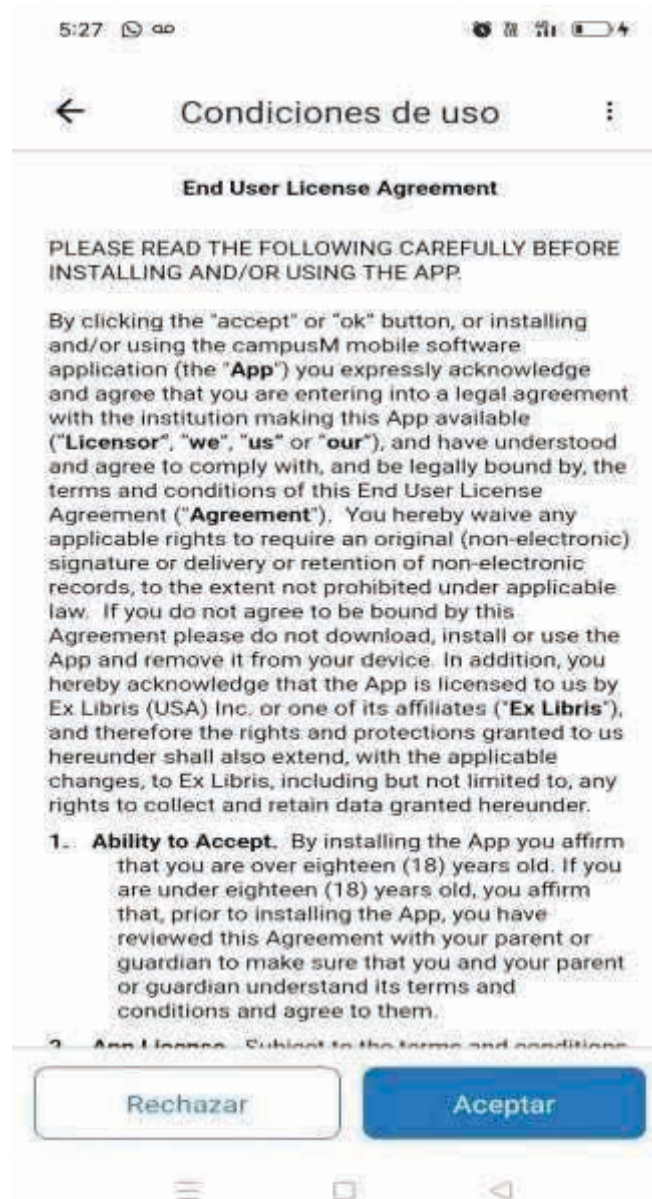 5:27
Condiciones de uso
End User License Agreement
PLEASE READ THE FOLLOWING CAREFULLY BEFORE
INSTALLING AND/OR USING THE APP.
By clicking the "accept" or "ok" button, or installing
and/or using the campusM mobile software
application (the "App") you expressly acknowledge
and agree that you are entering into a legal agreement
with the institution making this App available
("Licensor", "we", "us" or "our"), and have understood
and agree to comply with, and be legally bound by, the
terms and conditions of this End User License
Agreement ("Agreement"). You hereby waive any
applicable rights to require an original (non-electronic)
signature or delivery or retention of non-electronic
records, to the extent not prohibited under applicable
law. If you do not agree to be bound by this
Agreement please do not download, install or use the
App and remove it from your device. In addition, you
hereby acknowledge that the App is licensed to us by
Ex Libris (USA) Inc. or one of its affiliates ("Ex Libris"),
and therefore the rights and protections granted to us
hereunder shall also extend, with the applicable
changes, to Ex Libris, including but not limited to, any
rights to collect and retain data granted hereunder.
1. Ability to Accept. By installing the App you affirm
that you are over eighteen (18) years old. If you
are under eighteen (18) years old, you affirm
that, prior to installing the App, you have
reviewed this Agreement with your parent or
guardian to make sure that you and your parent
or guardian understand its terms and
conditions and agree to them.
2. App License. Subject to the terms and conditions
Rechazar
Aceptar